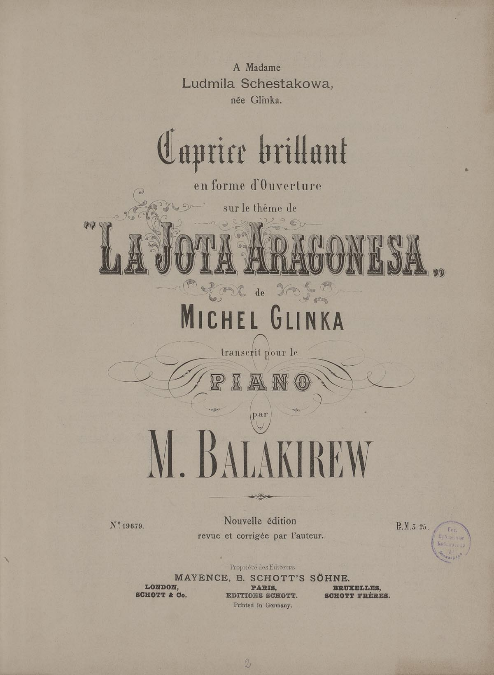 A Madame
Ludmila Schestakowa,
née Glinka.
Caprice brillant
en forme d'Ouverture
sur le thème de
"LA JOTA ARAGONESA„
de
MICHEL GLINKA
transcrit pour le
PIANO
par
M. BALAKIREW
Nouvelle édition
revue et corrigée par l'auteur.
Nº 19679.
Propriété des Editeurs.
MAYENCE, B. SCHOTT'S SÖHNE.
LONDON, PARIS, BRUXELLES,
SCHOTT & Co. EDITIONS SCHOTT. SCHOTT FRÈRES.
Printed in Germany.